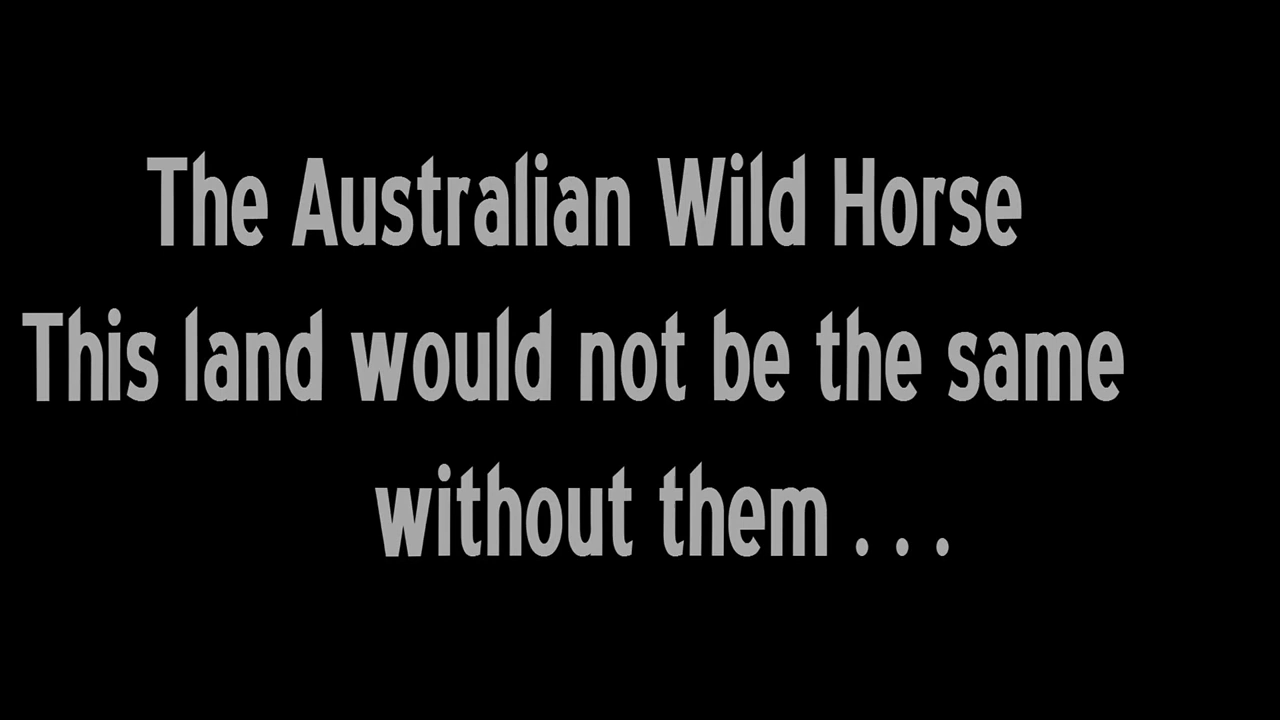 The Australian Wild Horse
This land would not be the same
without them . . .